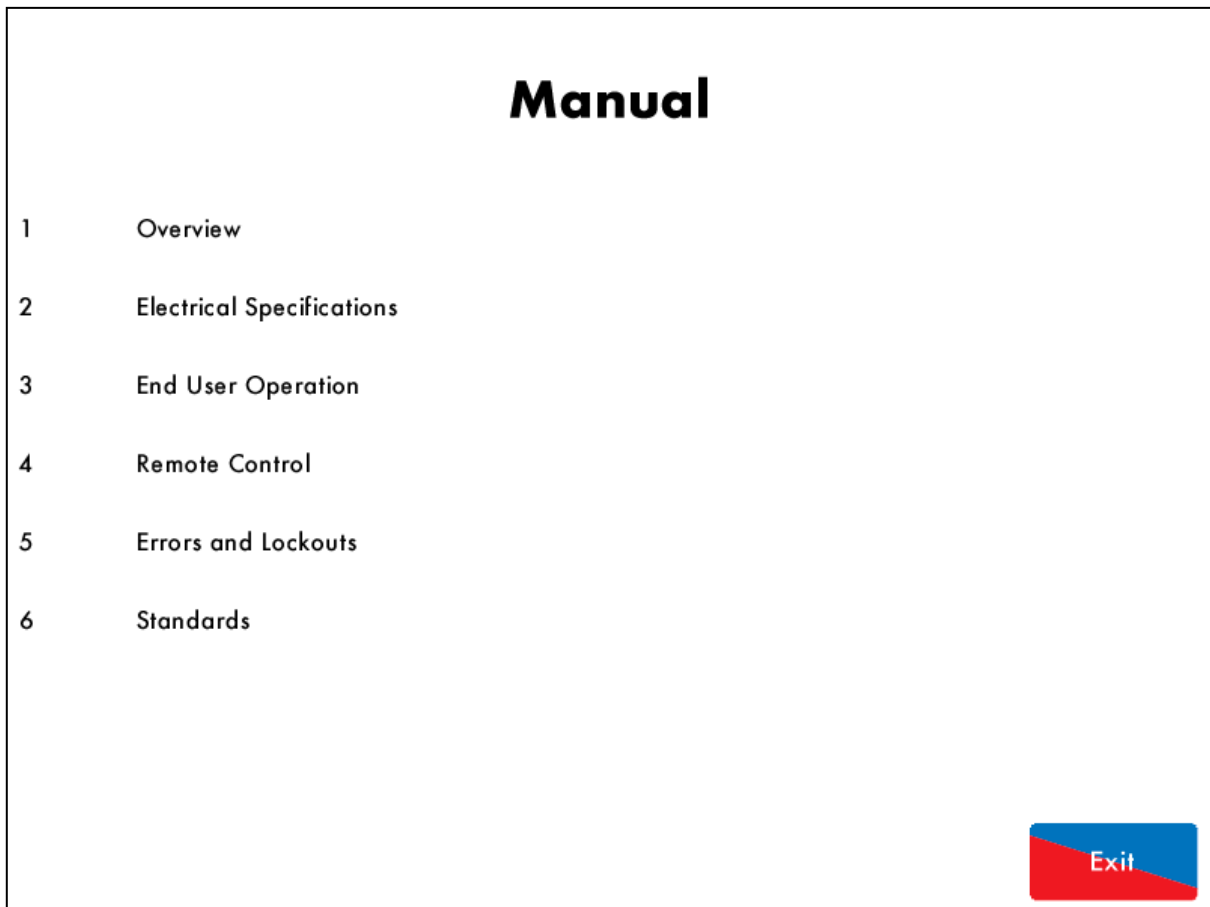 Manual
1 Overview
2 Electrical Specifications
3 End User Operation
4 Remote Control
5 Errors and Lockouts
6 Standards
Exit